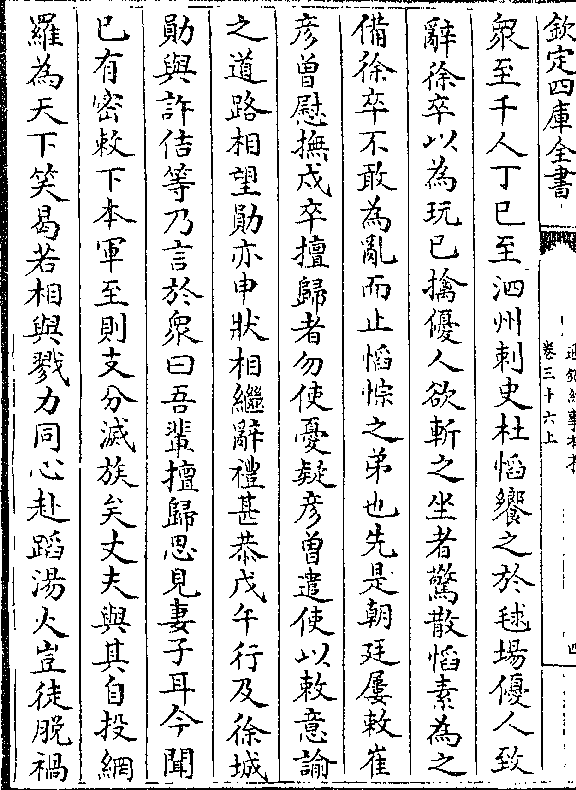 欽定四庫全書
卷三十六上
衆至千人丁巳至泗州刺史杜慆饗之於毬場優人致
辭徐卒以為玩已擒優人欲斬之坐者驚散慆素為之
備徐卒不敢為亂而止慆悰之弟也先是朝廷屢敕崔
彦曾慰撫戍卒擅歸者勿使憂疑彦曾遣使以敕意諭
之道路相望勛亦申狀相繼辭禮甚恭戊午行及徐城
勛與許佶等乃言於衆曰吾輩擅歸思見妻子耳今聞
已有密敕下本軍至則支分滅族矣丈夫與其自投網
羅為天下笑曷若相與戮力同心赴蹈湯火豈徒脱禍